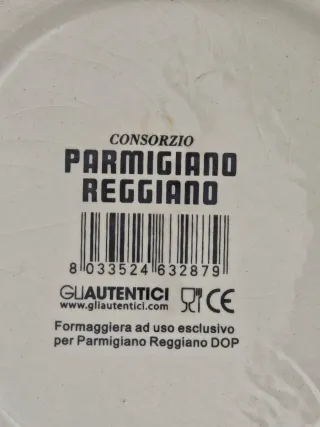 CONSORZIO
PARMIGIANO
REGGIANO
8 033524 632879
GLIAUTENTICI
www.gliautentici.com
CE
Formaggiera ad uso esclusivo
per Parmigiano Reggiano DOP